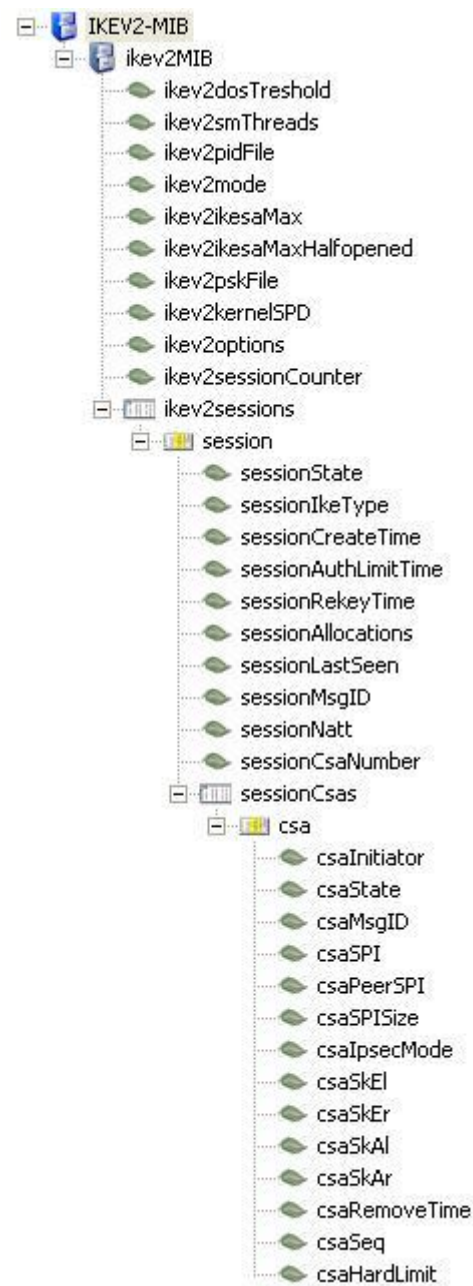 IKEV2-MIB
ikev2MIB
ikev2dosTreshold
ikev2smThreads
ikev2pidFile
ikev2mode
ikev2ikesaMax
ikev2ikesaMaxHalfopened
ikev2pskFile
ikev2kernelSPD
ikev2options
ikev2sessionCounter
ikev2sessions
session
sessionState
sessionIkeType
sessionCreateTime
sessionAuthLimitTime
sessionRekeyTime
sessionAllocations
sessionLastSeen
sessionMsgID
sessionNatt
sessionCsaNumber
sessionCsas
csa
csaInitiator
csaState
csaMsgID
csaSPI
csaPeerSPI
csaSPISize
csaIpsecMode
csaSkEl
csaSkEr
csaSkAl
csaSkAr
csaRemoveTime
csaSeq
csaHardLimit